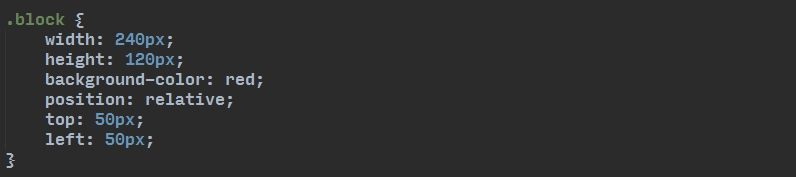 .block {
    width: 240px;
    height: 120px;
    background-color: red;
    position: relative;
    top: 50px;
    left: 50px;
}